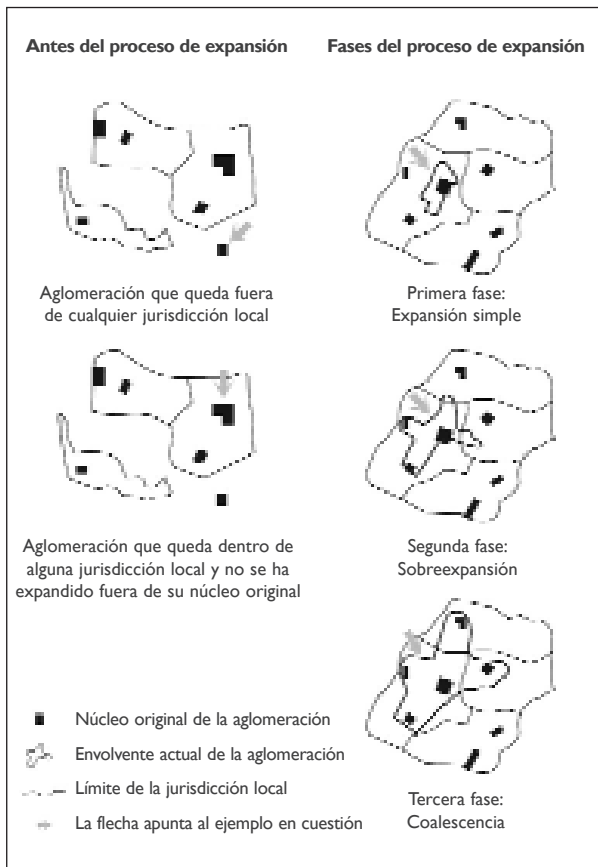 Antes del proceso de expansión
Fases del proceso de expansión
Aglomeración que queda fuera
de cualquier jurisdicción local
Primera fase:
Expansión simple
Aglomeración que queda dentro de
alguna jurisdicción local y no se ha
expandido fuera de su núcleo original
Segunda fase:
Sobreexpansión
Núcleo original de la aglomeración
Envolvente actual de la aglomeración
Límite de la jurisdicción local
La flecha apunta al ejemplo en cuestión
Tercera fase:
Coalescencia